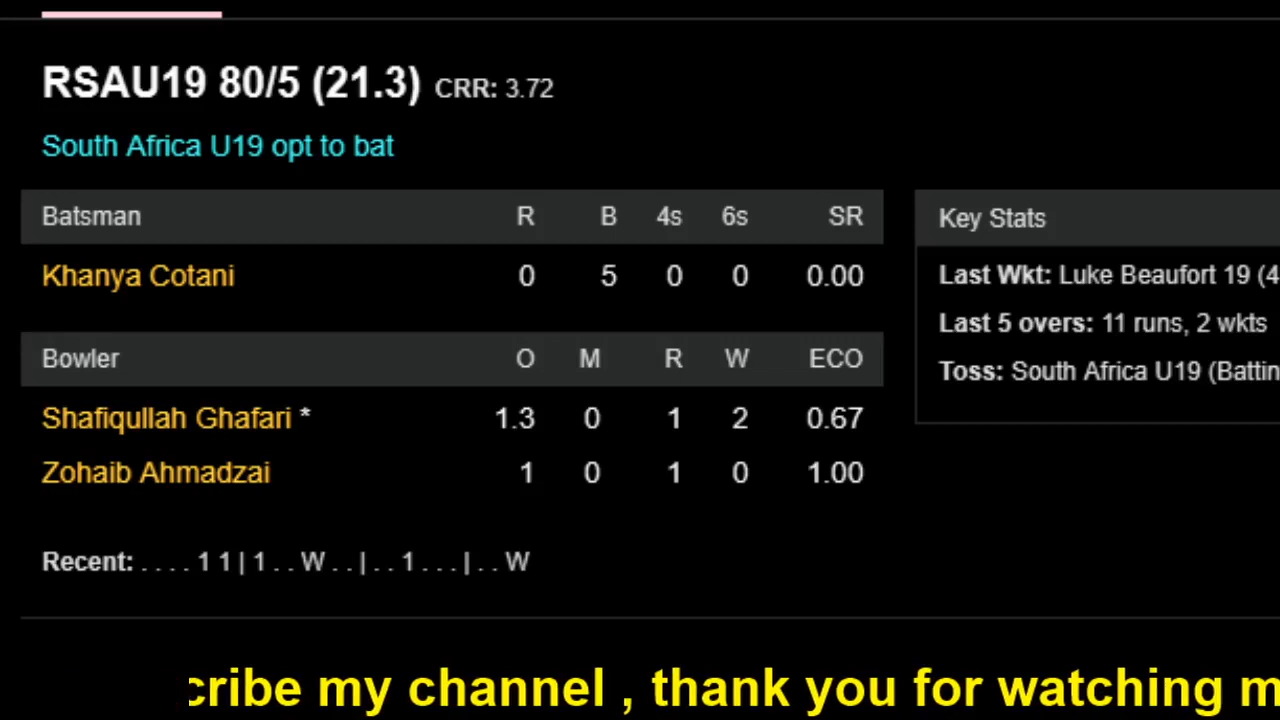 RSAU19 80/5 (21.3) CRR: 3.72
South Africa U19 opt to bat
Batsman R B 4s 6s SR
Khanya Cotani 0 5 0 0 0.00
Bowler O M R W ECO
Shafiqullah Ghafari * 1.3 0 1 2 0.67
Zohaib Ahmadzai 1 0 1 0 1.00
Recent: . . . . 1 1 | 1 . . W . . | . . 1 . . . | . . W
Key Stats
Last Wkt: Luke Beaufort 19 (4
Last 5 overs: 11 runs, 2 wkts
Toss: South Africa U19 (Battin
cribe my channel , thank you for watching m